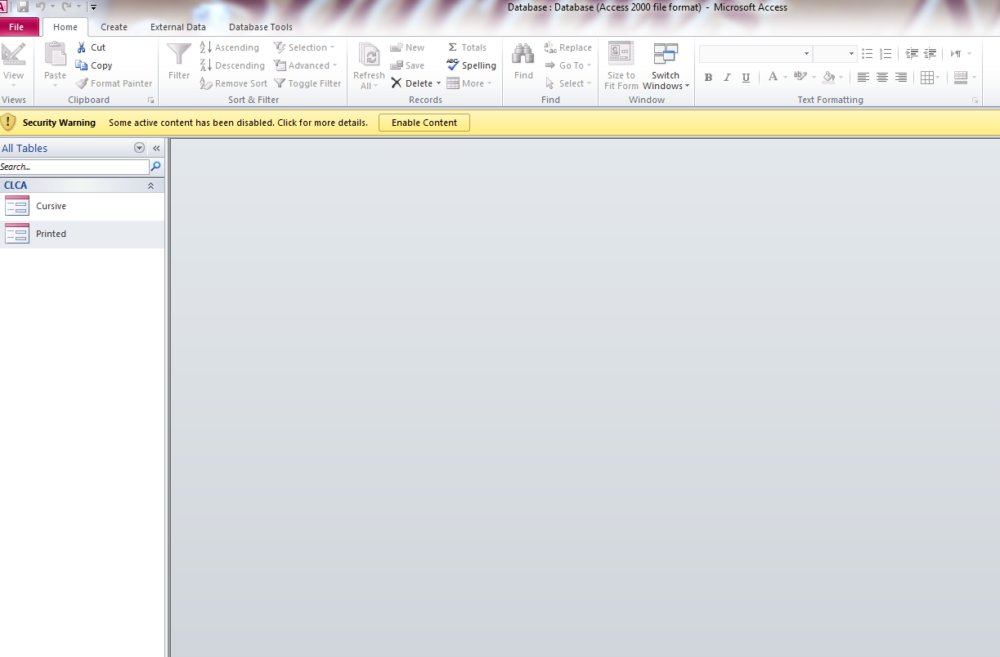 Database : Database (Access 2000 file format) - Microsoft Access
File Home Create External Data Database Tools
View
Views
Paste
Cut
Copy
Format Painter
Clipboard
Filter
Ascending
Descending
Remove Sort
Selection
Advanced
Toggle Filter
Sort & Filter
Refresh
All
New
Save
Delete
Totals
Spelling
More
Records
Find
Replace
Go To
Select
Find
Size to
Fit Form
Switch
Windows
Window
B I U A
Text Formatting
Security Warning Some active content has been disabled. Click for more details. Enable Content
All Tables
Search...
CLCA
Cursive
Printed